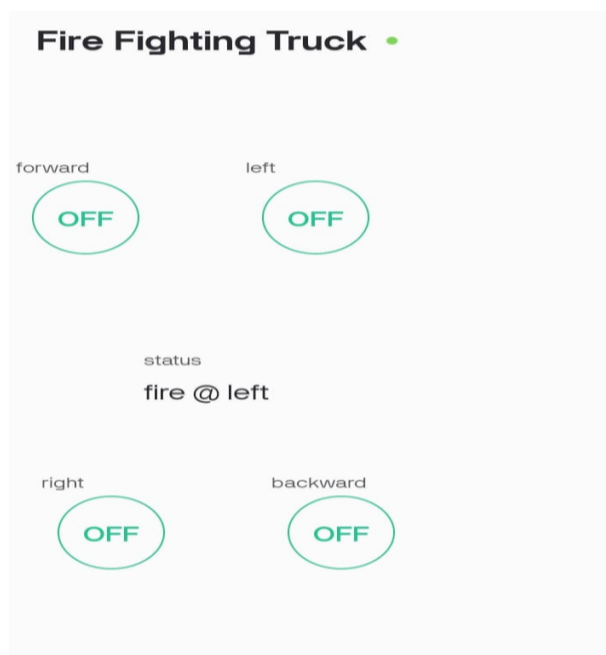 Fire Fighting Truck
forward left
OFF OFF
status
fire @ left
right backward
OFF OFF